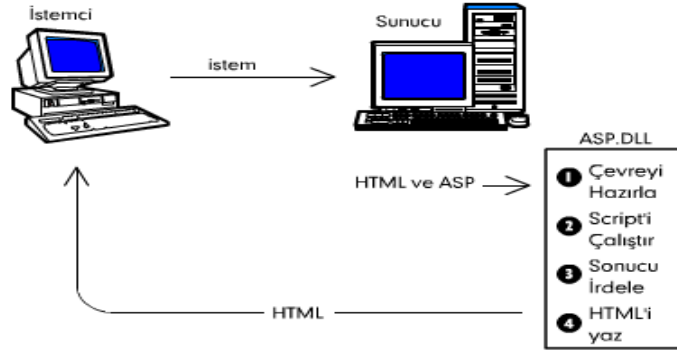 İstemci
Sunucu
istem
ASP.DLL
HTML ve ASP
1 Çevreyi
Hazırla
2 Script'i
Çalıştır
3 Sonucu
İrdele
4 HTML'i
yaz
HTML